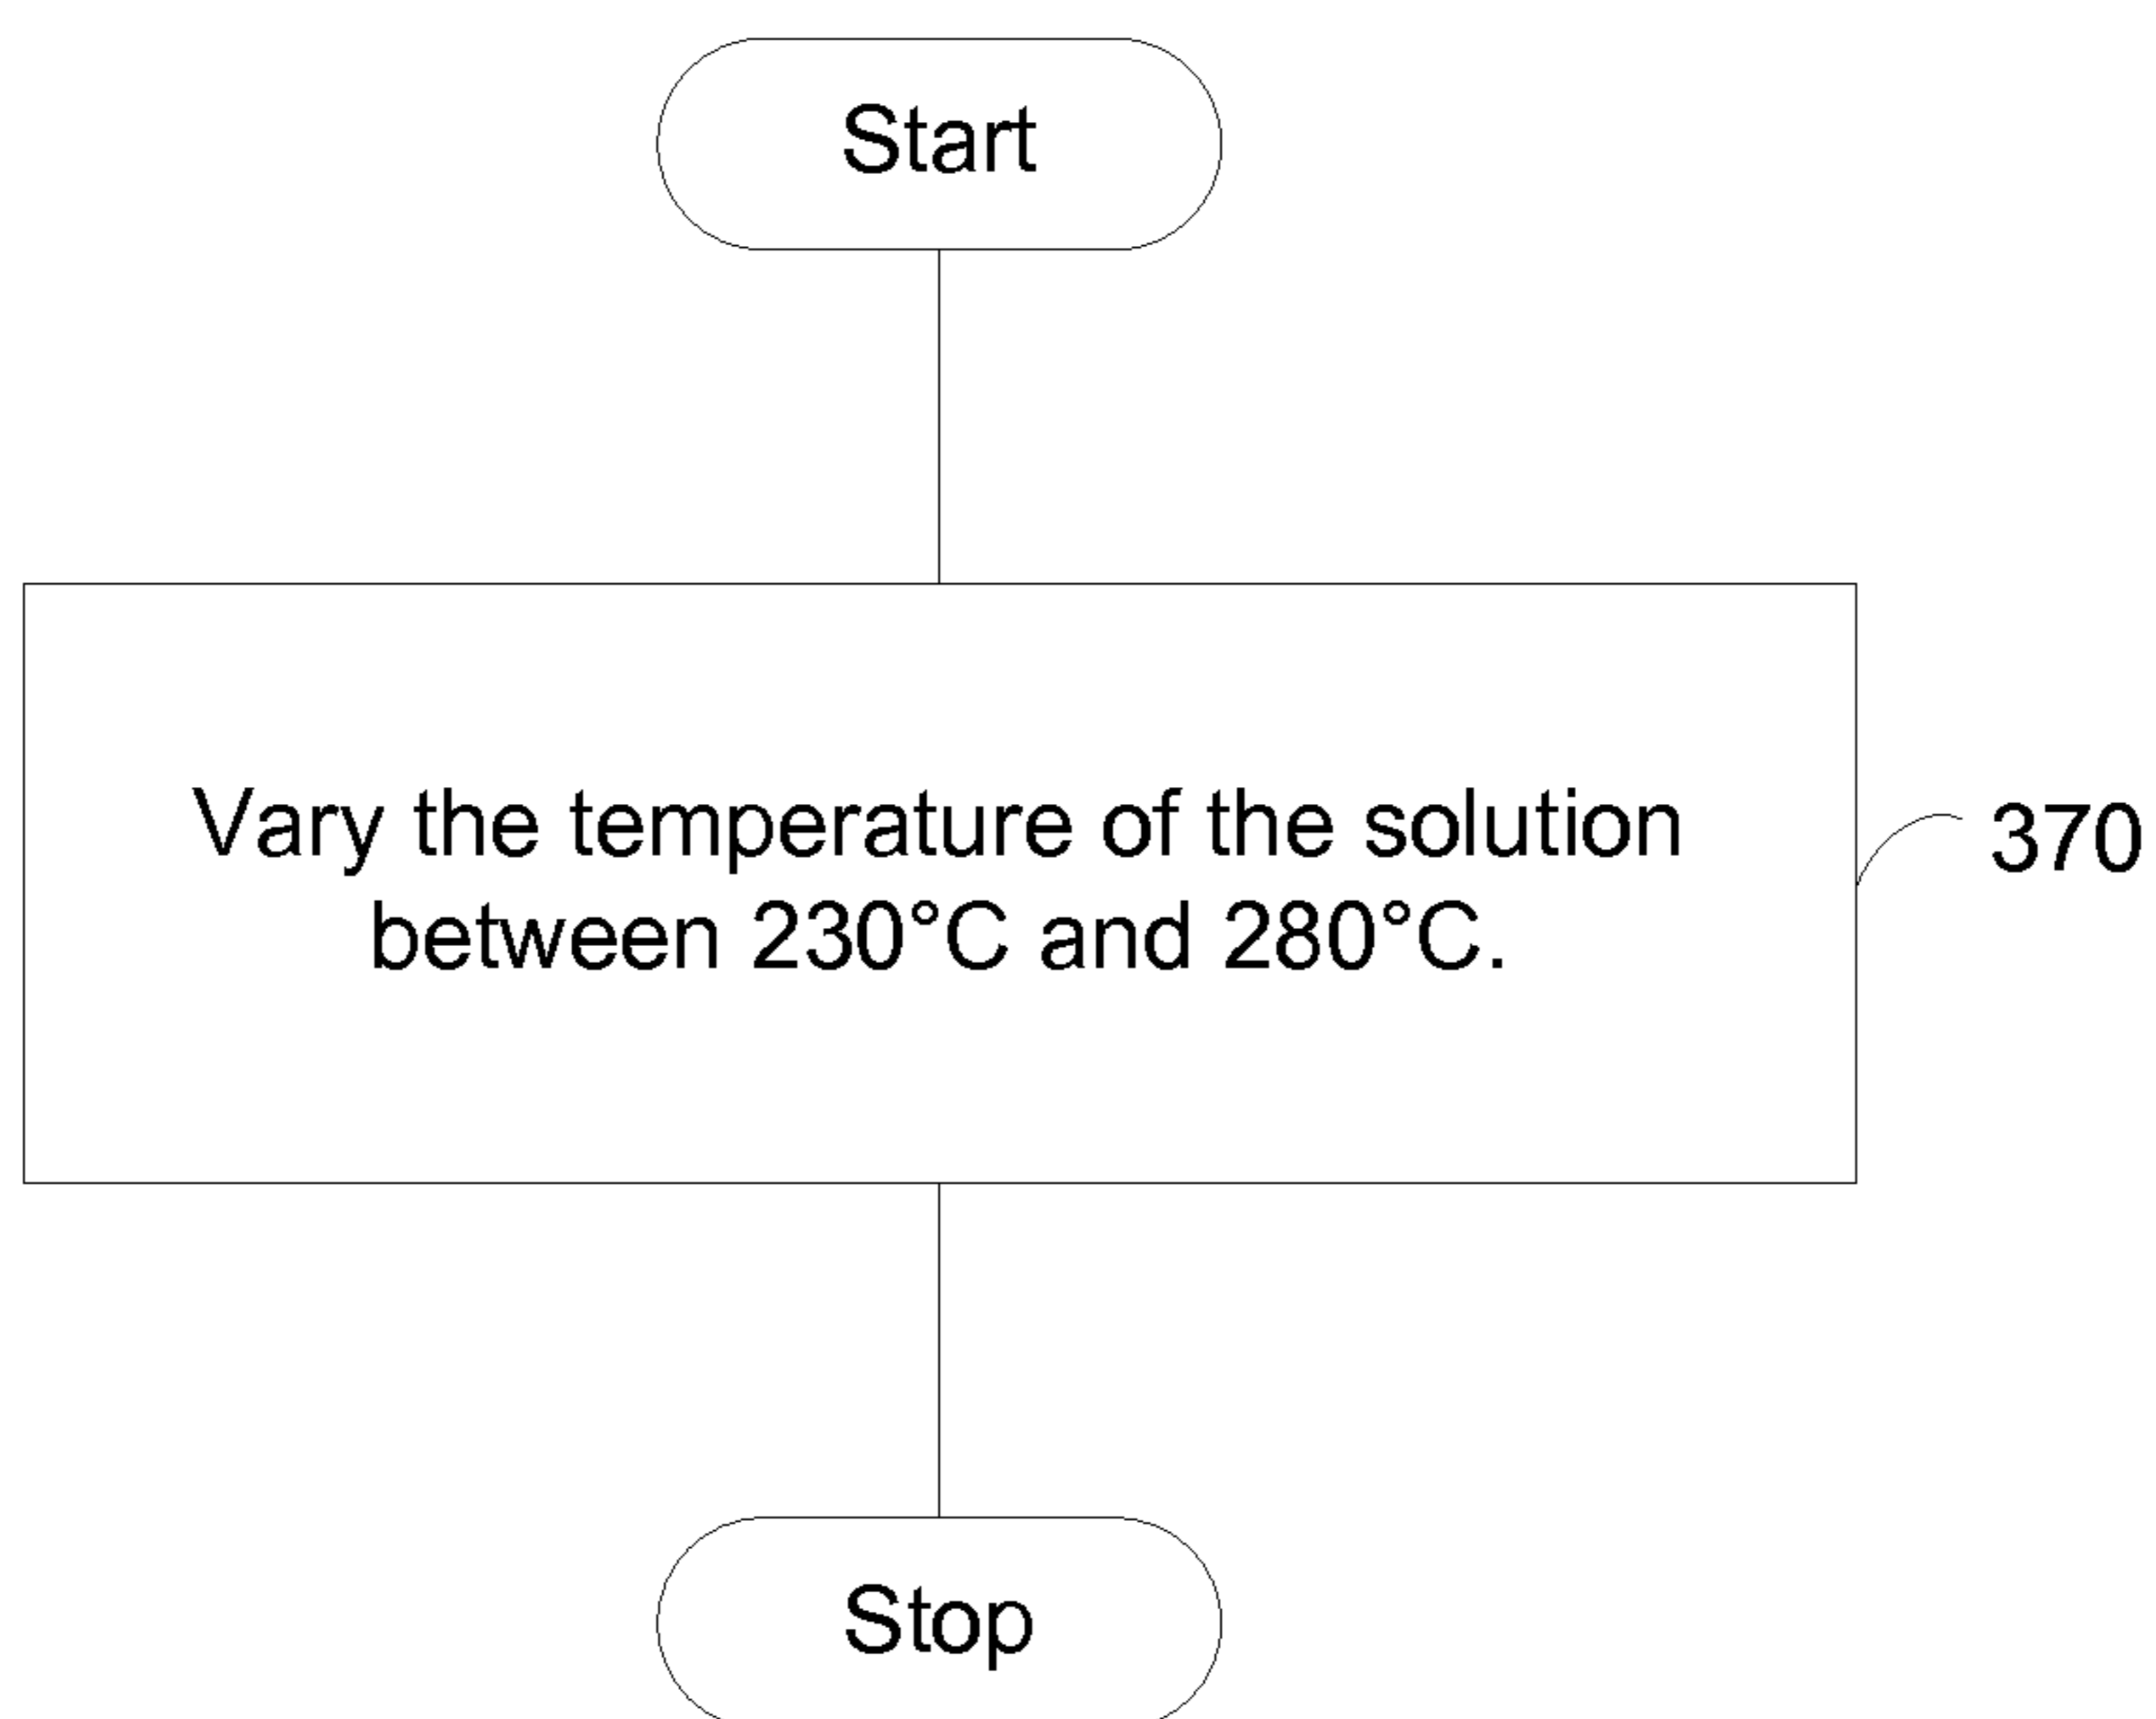 Start
Vary the temperature of the solution
between 230°C and 280°C.
370
Stop